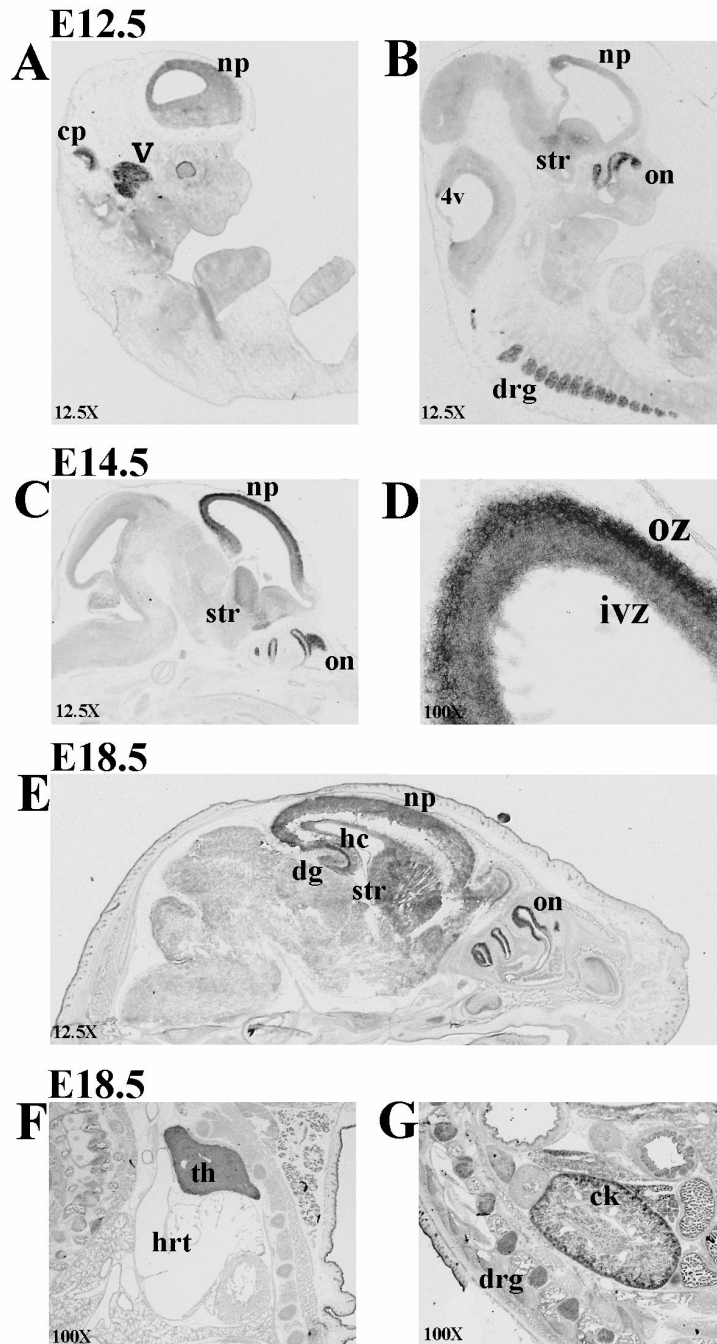 E12.5
A
np
cp
V
12.5X
B
np
str
on
4v
drg
12.5X
E14.5
C
np
str
on
12.5X
D
oz
ivz
100X
E18.5
E
np
hc
dg
str
on
12.5X
E18.5
F
th
hrt
100X
G
ck
drg
100X